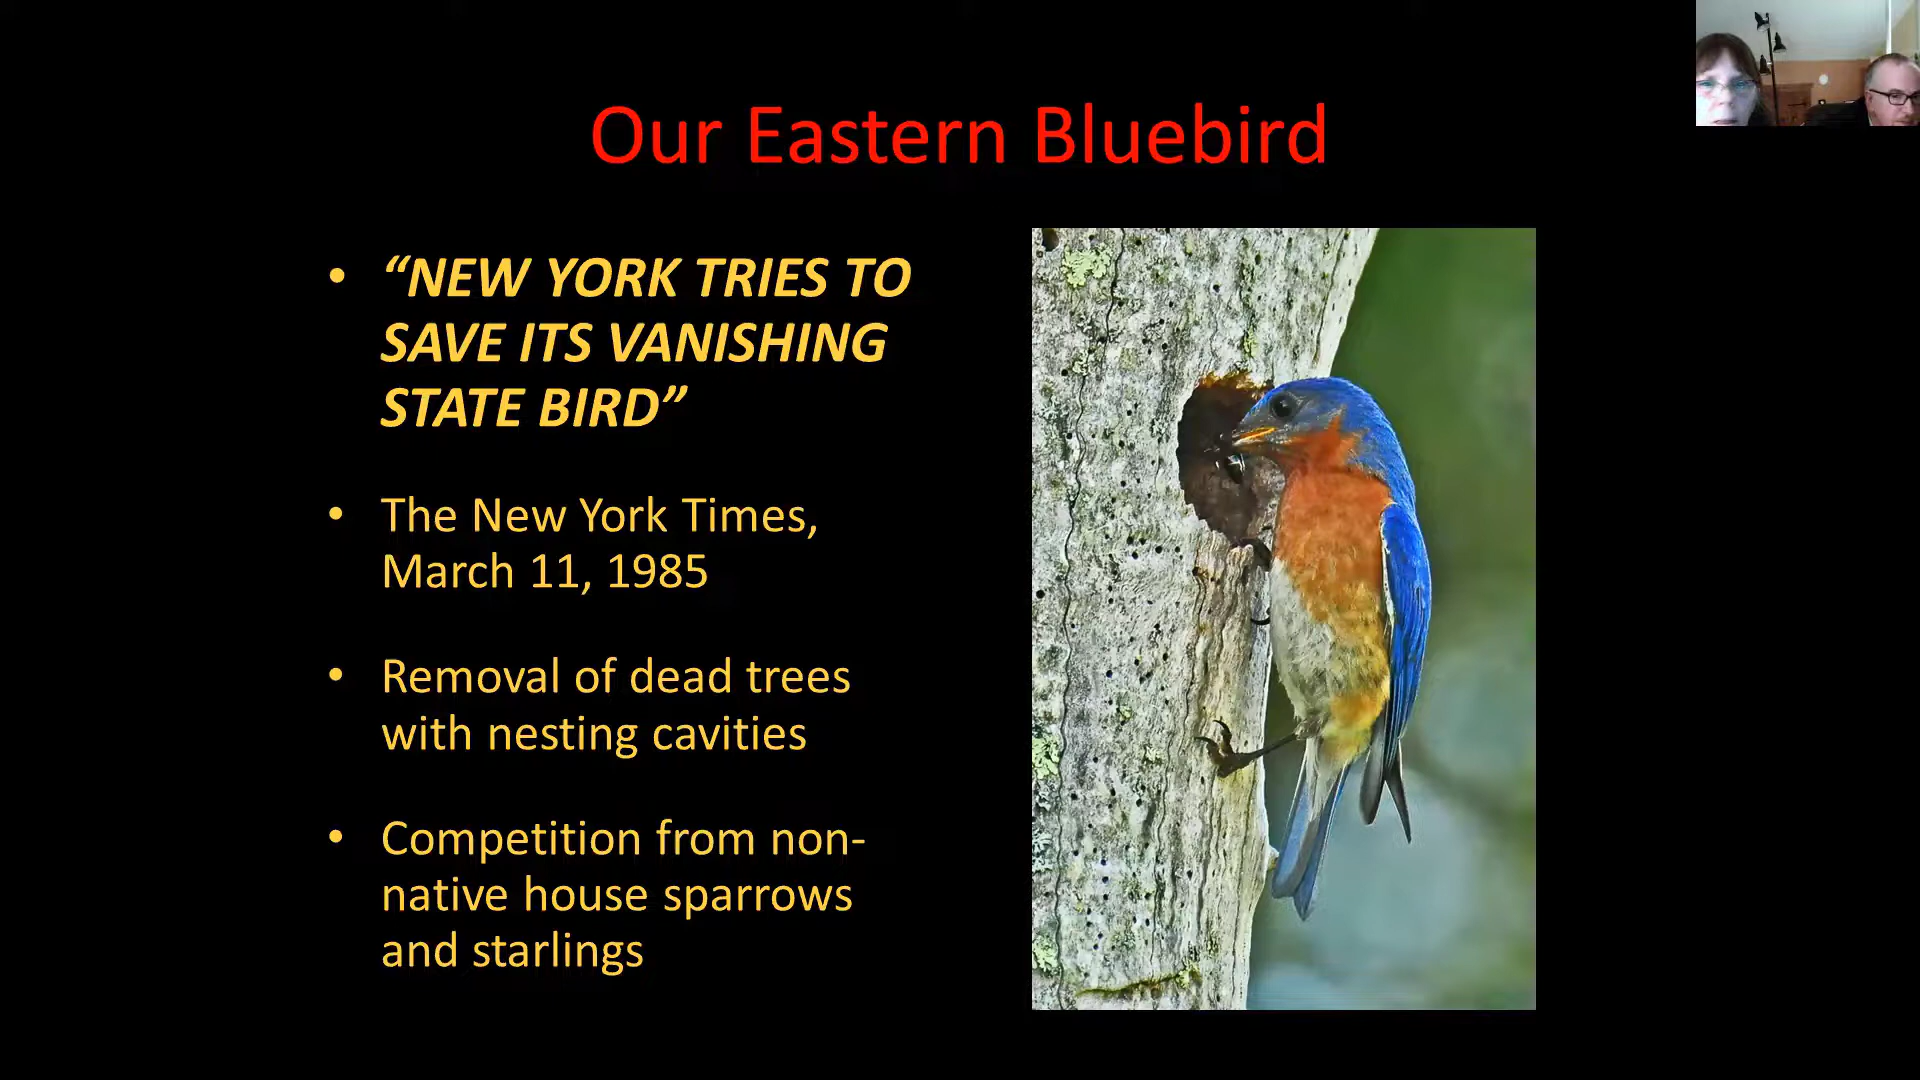 Our Eastern Bluebird
• “NEW YORK TRIES TO
SAVE ITS VANISHING
STATE BIRD”
• The New York Times,
March 11, 1985
• Removal of dead trees
with nesting cavities
• Competition from non-
native house sparrows
and starlings